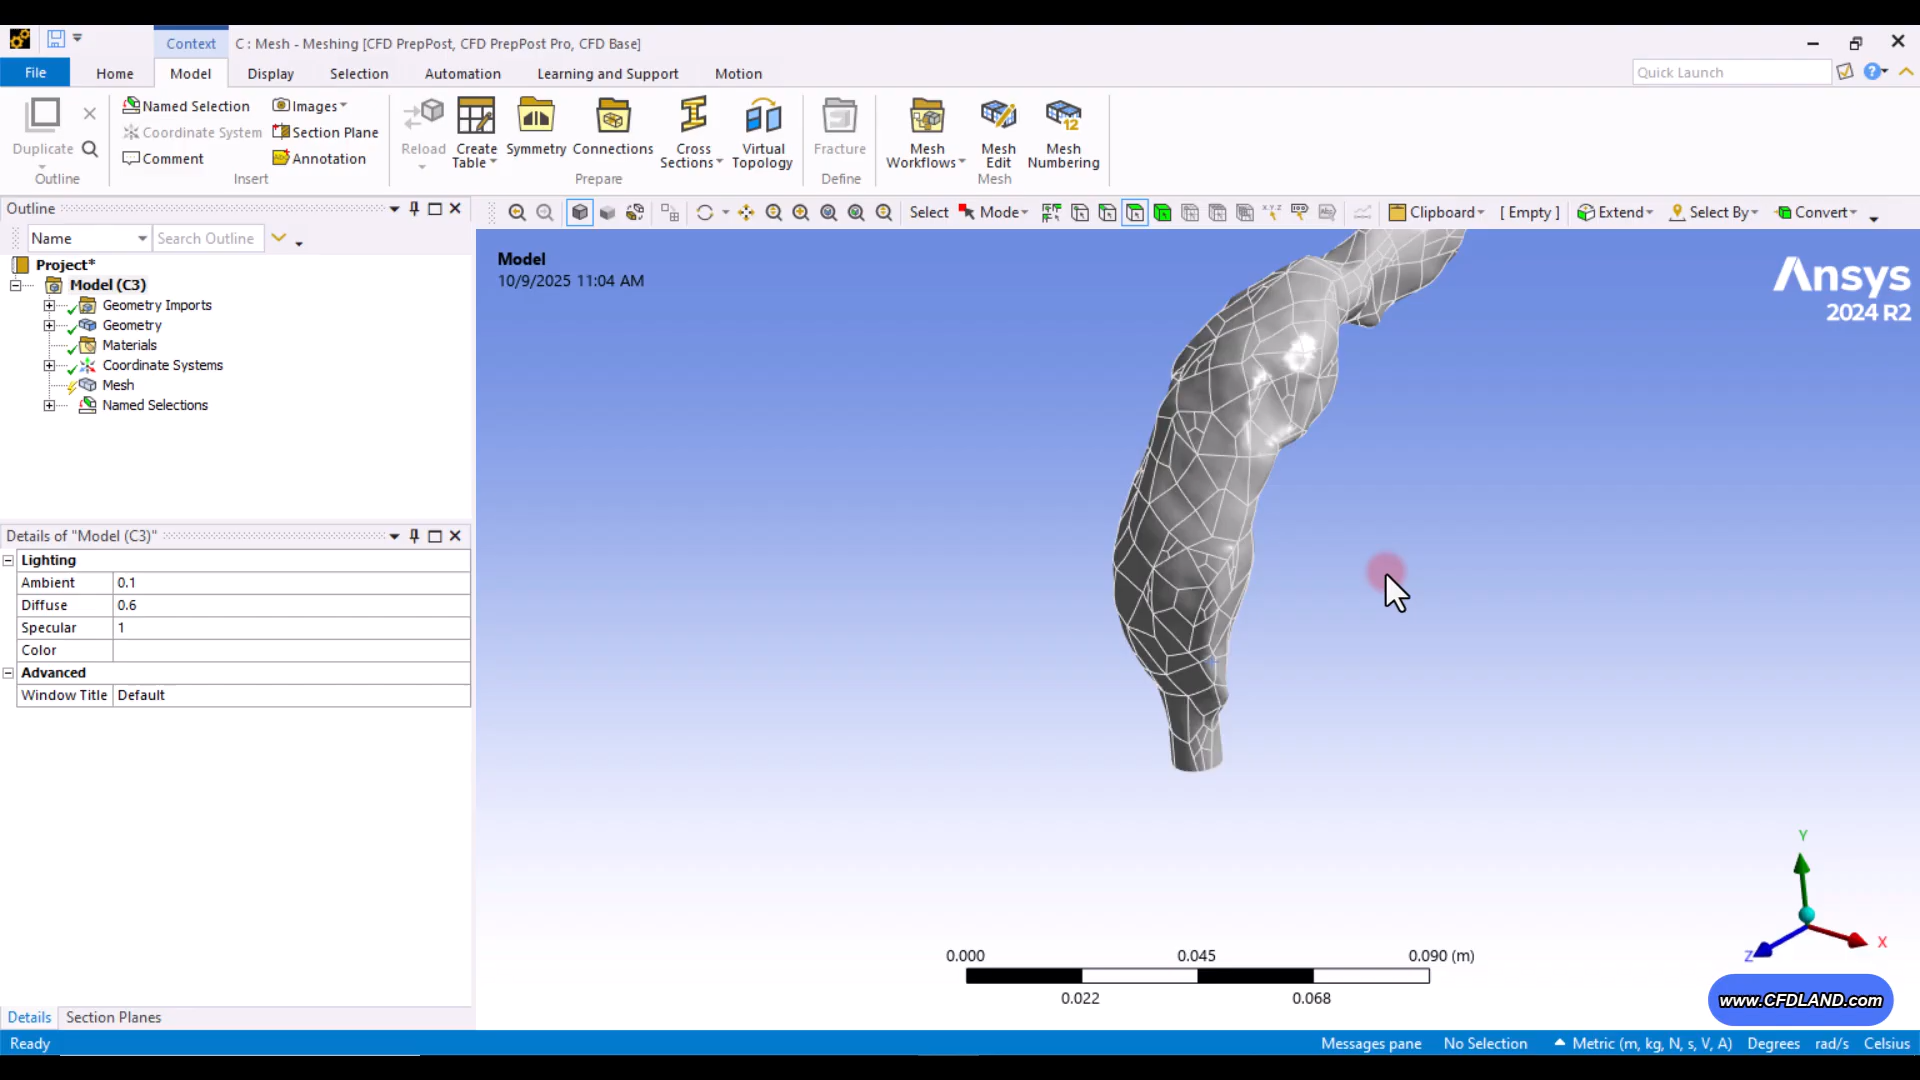 Context C : Mesh - Meshing [CFD PrepPost, CFD PrepPost Pro, CFD Base]
File Home Model Display Selection Automation Learning and Support Motion
Quick Launch
Duplicate
Outline
Named Selection
Coordinate System
Comment
Images
Section Plane
Annotation
Insert
Reload
Create Table
Symmetry
Connections
Cross Sections
Virtual Topology
Prepare
Fracture
Define
Mesh Workflows
Mesh Edit
Mesh Numbering
12
Mesh
Outline
Name Search Outline
Select Mode Clipboard [ Empty ] Extend Select By Convert
Project*
Model (C3)
Geometry Imports
Geometry
Materials
Coordinate Systems
Mesh
Named Selections
Model
10/9/2025 11:04 AM
Ansys
2024 R2
Details of "Model (C3)"
Lighting
Ambient 0.1
Diffuse 0.6
Specular 1
Color
Advanced
Window Title Default
Y
X
Z
0.000 0.045 0.090 (m)
0.022 0.068
www.CFDLAND.com
Details Section Planes
Ready
Messages pane No Selection Metric (m, kg, N, s, V, A) Degrees rad/s Celsius